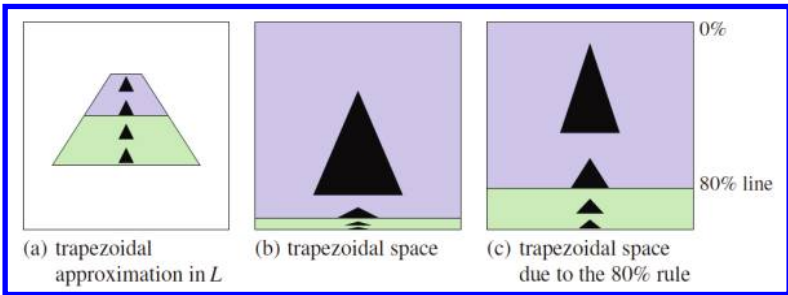 0%
80% line
(a) trapezoidal
approximation in L
(b) trapezoidal space
(c) trapezoidal space
due to the 80% rule